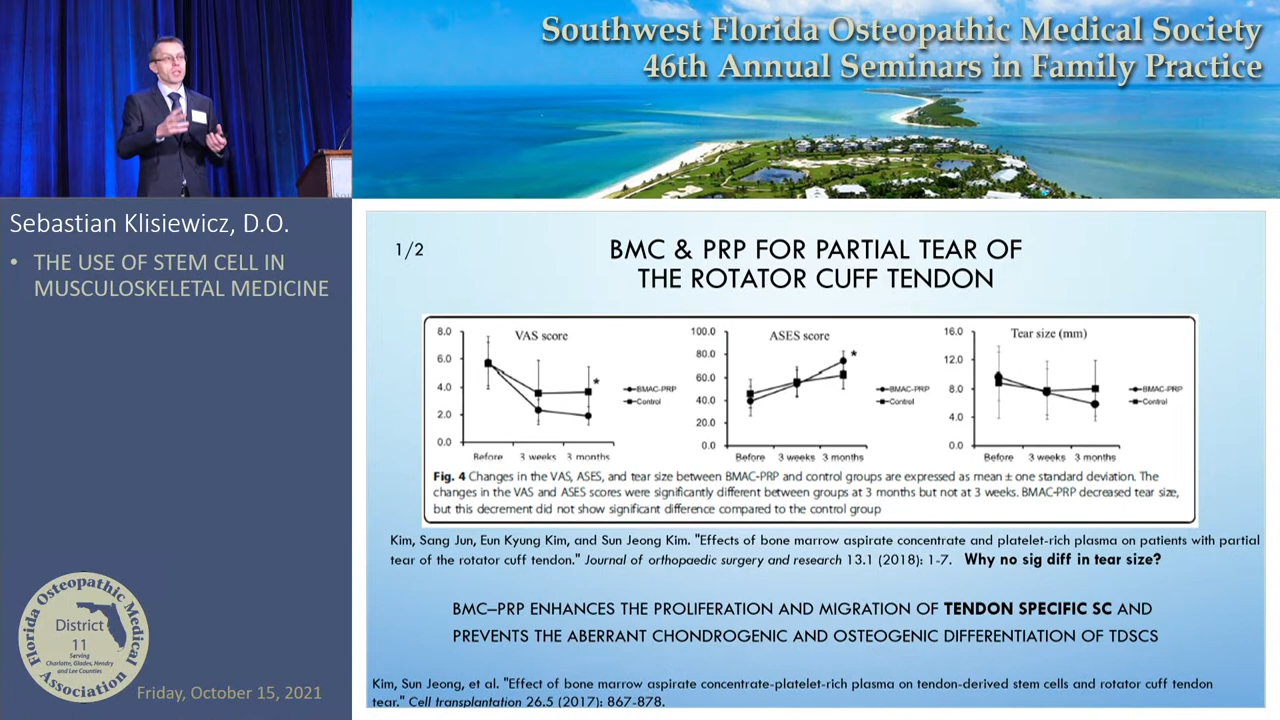 Southwest Florida Osteopathic Medical Society
46th Annual Seminars in Family Practice
Sebastian Klisiewicz, D.O.
• THE USE OF STEM CELL IN
MUSCULOSKELETAL MEDICINE
Florida Osteopathic Medical Association
District
11
Serving
Charlotte, Glades, Hendry
and Lee Counties
Friday, October 15, 2021
1/2
BMC & PRP FOR PARTIAL TEAR OF
THE ROTATOR CUFF TENDON
VAS score
8.0
6.0
4.0
2.0
0.0
*
BMAC-PRP
Control
Before 3 weeks 3 months
ASES score
100.0
80.0
60.0
40.0
20.0
0.0
*
BMAC-PRP
Control
Before 3 weeks 3 months
Tear size (mm)
16.0
12.0
8.0
4.0
0.0
BMAC-PRP
Control
Before 3 weeks 3 months
Fig. 4 Changes in the VAS, ASES, and tear size between BMAC-PRP and control groups are expressed as mean ± one standard deviation. The
changes in the VAS and ASES scores were significantly different between groups at 3 months but not at 3 weeks. BMAC-PRP decreased tear size,
but this decrement did not show significant difference compared to the control group
Kim, Sang Jun, Eun Kyung Kim, and Sun Jeong Kim. "Effects of bone marrow aspirate concentrate and platelet-rich plasma on patients with partial
tear of the rotator cuff tendon." Journal of orthopaedic surgery and research 13.1 (2018): 1-7. Why no sig diff in tear size?
BMC–PRP ENHANCES THE PROLIFERATION AND MIGRATION OF TENDON SPECIFIC SC AND
PREVENTS THE ABERRANT CHONDROGENIC AND OSTEOGENIC DIFFERENTIATION OF TDSCS
Kim, Sun Jeong, et al. "Effect of bone marrow aspirate concentrate-platelet-rich plasma on tendon-derived stem cells and rotator cuff tendon
tear." Cell transplantation 26.5 (2017): 867-878.